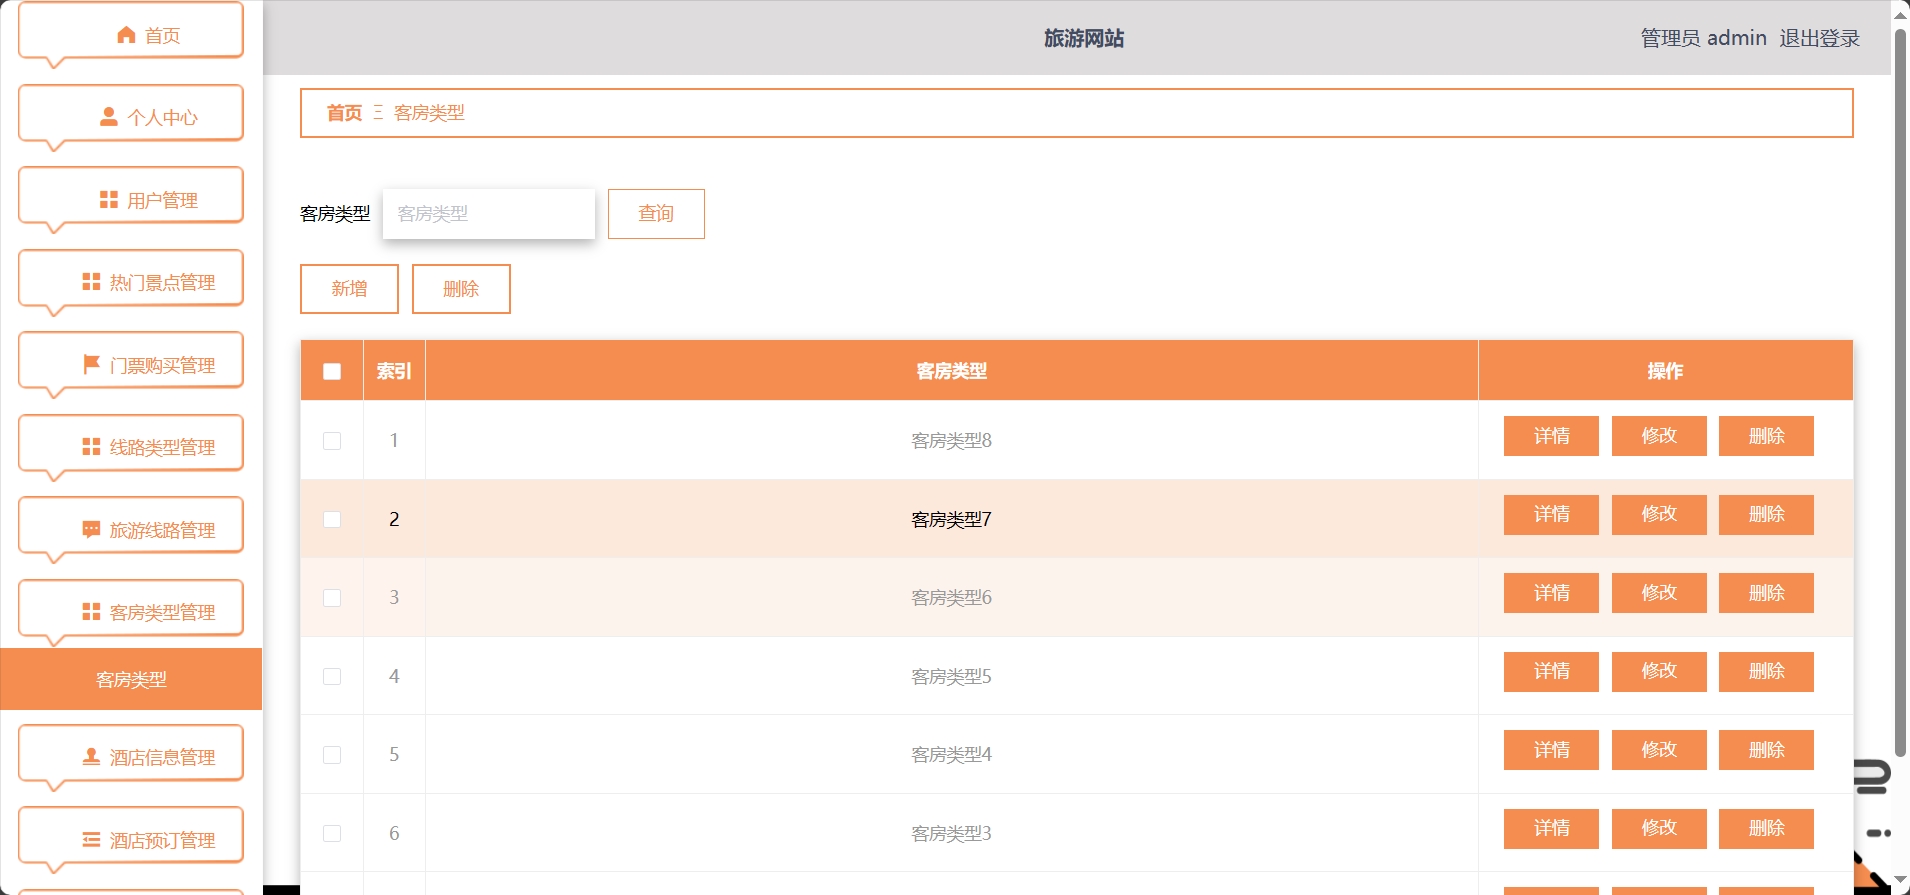 旅游网站
管理员 admin 退出登录
首页
个人中心
用户管理
热门景点管理
门票购买管理
线路类型管理
旅游线路管理
客房类型管理
客房类型
酒店信息管理
酒店预订管理
首页 Ξ 客房类型
客房类型 客房类型 查询
新增 删除
索引 客房类型 操作
1 客房类型8 详情 修改 删除
2 客房类型7 详情 修改 删除
3 客房类型6 详情 修改 删除
4 客房类型5 详情 修改 删除
5 客房类型4 详情 修改 删除
6 客房类型3 详情 修改 删除